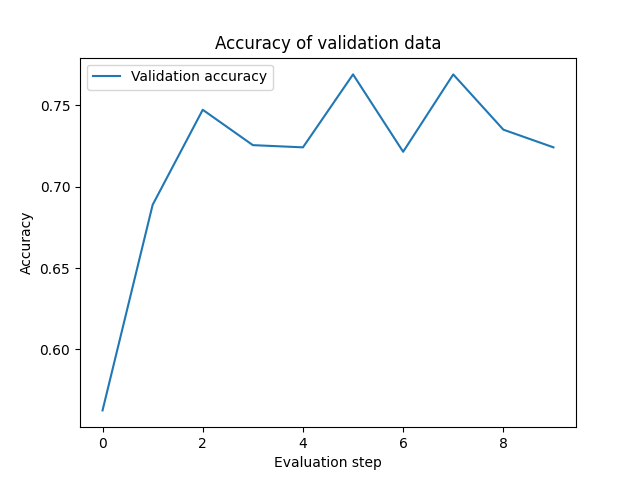 Accuracy of validation data
Validation accuracy
0.75
0.70
0.65
0.60
Accuracy
0 2 4 6 8
Evaluation step